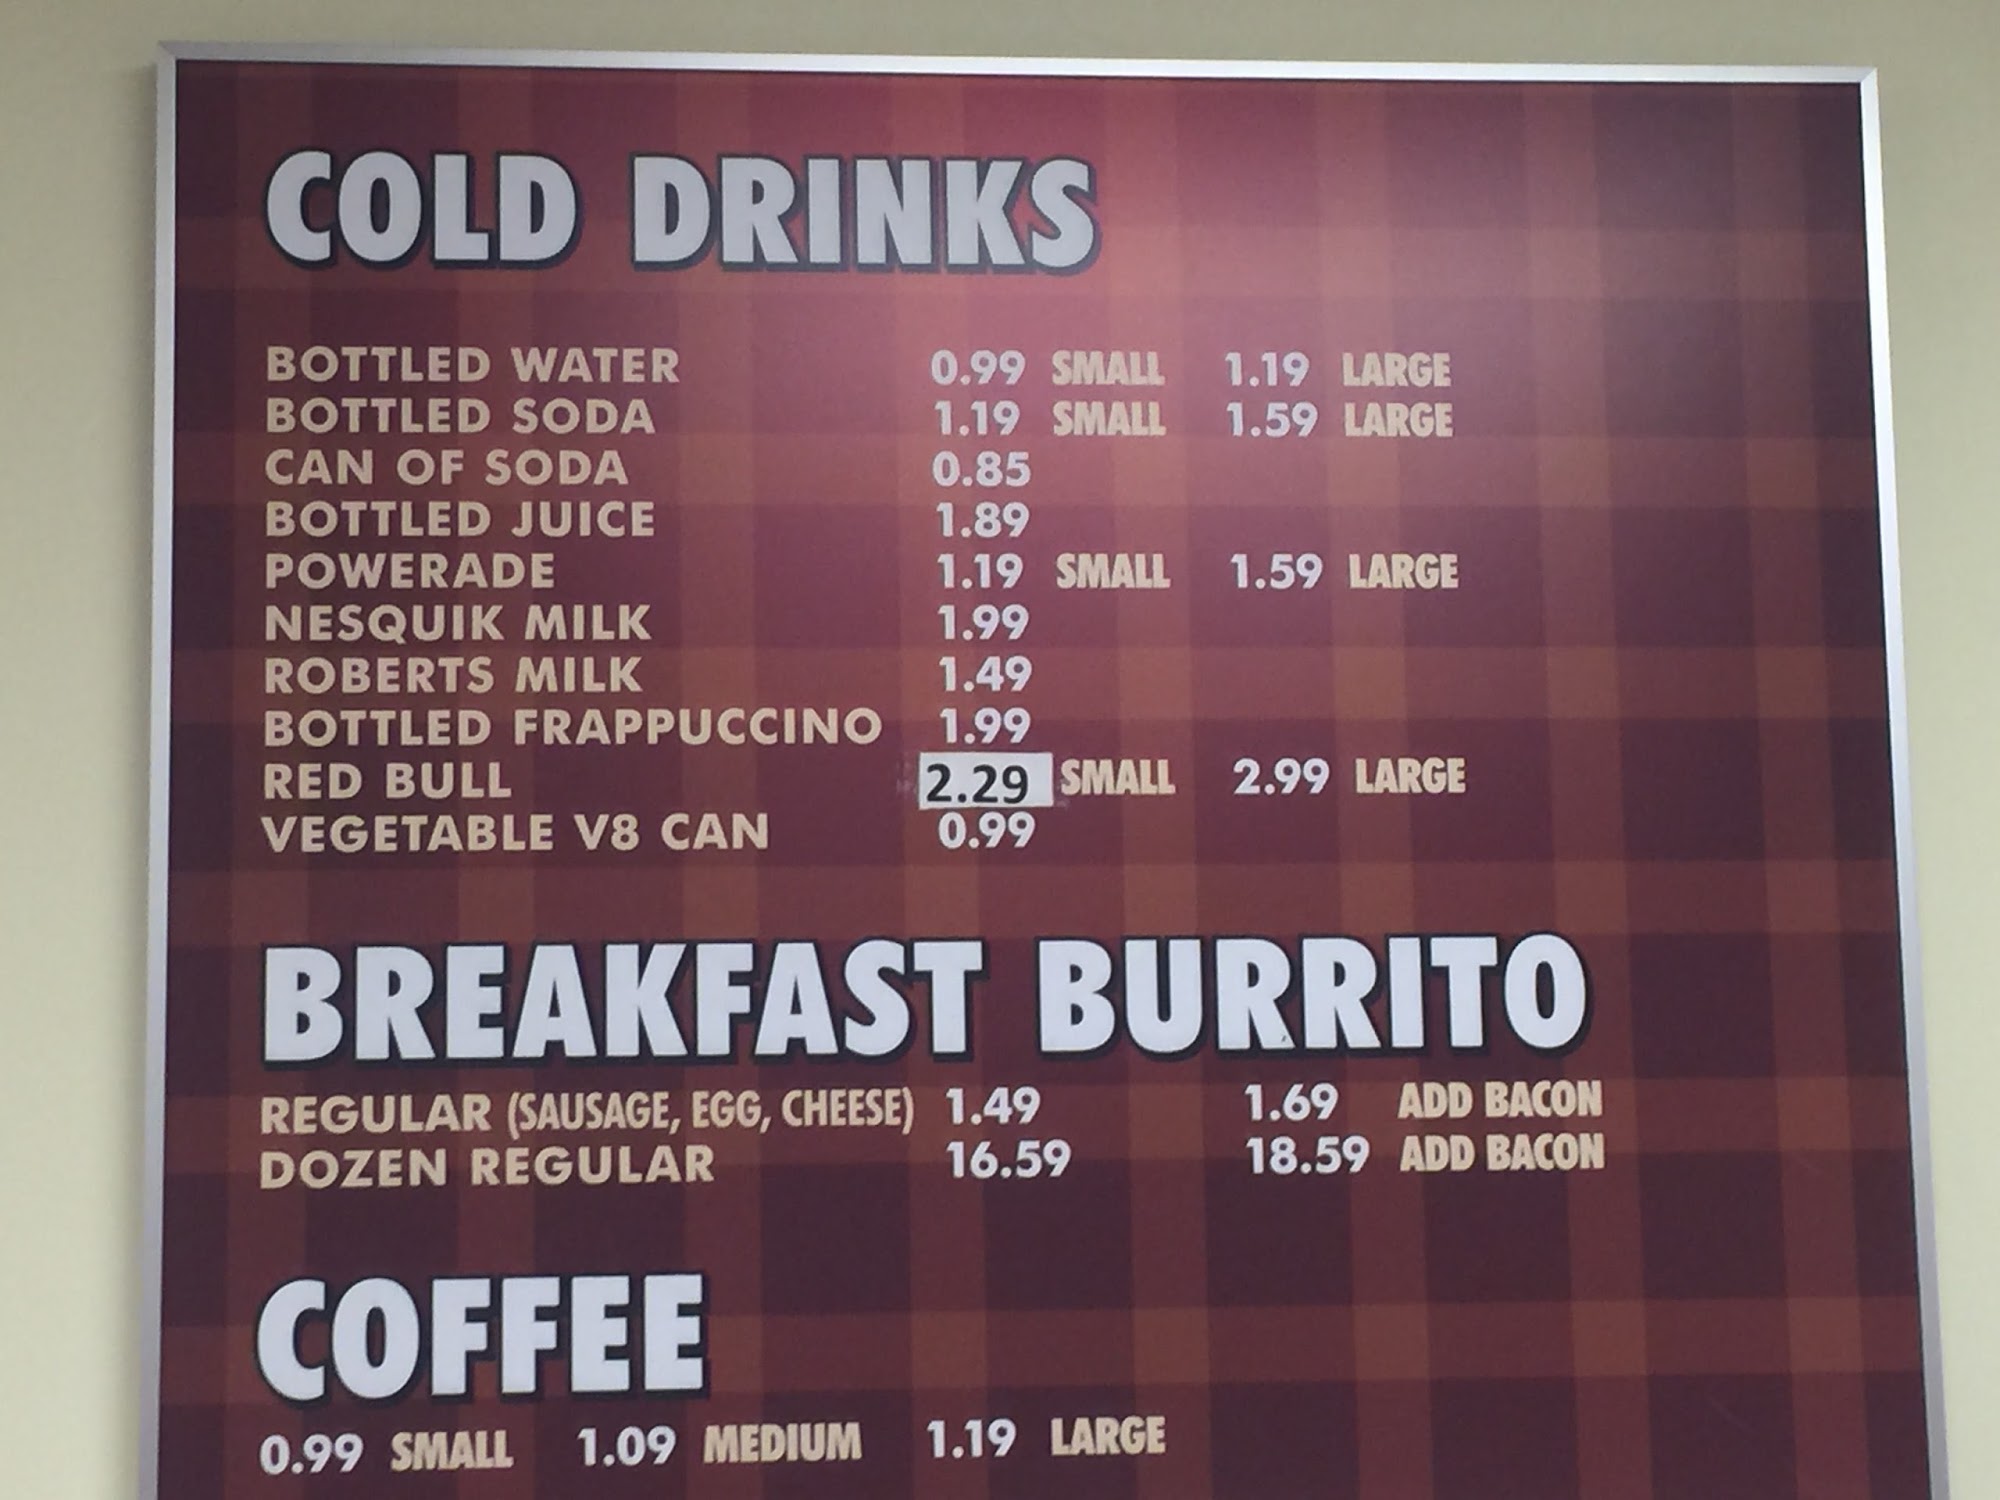 COLD DRINKS
BOTTLED WATER 0.99 SMALL 1.19 LARGE
BOTTLED SODA 1.19 SMALL 1.59 LARGE
CAN OF SODA 0.85
BOTTLED JUICE 1.89
POWERADE 1.19 SMALL 1.59 LARGE
NESQUIK MILK 1.99
ROBERTS MILK 1.49
BOTTLED FRAPPUCCINO 1.99
RED BULL 2.29 SMALL 2.99 LARGE
VEGETABLE V8 CAN 0.99
BREAKFAST BURRITO
REGULAR (SAUSAGE, EGG, CHEESE) 1.49 1.69 ADD BACON
DOZEN REGULAR 16.59 18.59 ADD BACON
COFFEE
0.99 SMALL 1.09 MEDIUM 1.19 LARGE